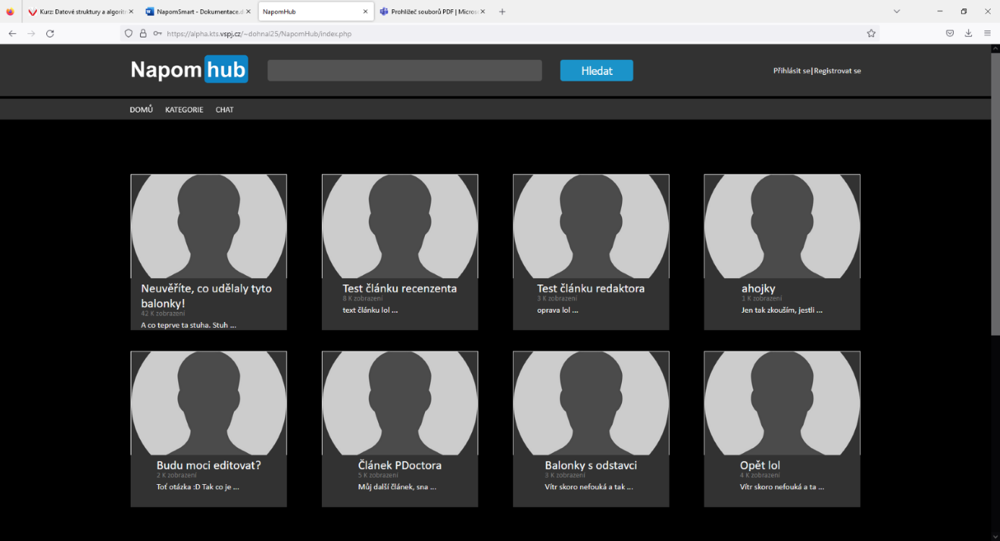 Kurz: Datové struktury a algoritm
NapomSmart - Dokumentace.d
NapomHub
Prohlížeč souborů PDF | Microso
https://alpha.kts.vspj.cz/~dohnal25/NapomHub/index.php
Napom hub
Hledat
Přihlásit se|Registrovat se
DOMŮ KATEGORIE CHAT
Neuvěříte, co udělaly tyto
balonky!
42 K zobrazení
A co teprve ta stuha. Stuh ...
Test článku recenzenta
8 K zobrazení
text článku lol ...
Test článku redaktora
3 K zobrazení
oprava lol ...
ahojky
1 K zobrazení
Jen tak zkouším, jestli ...
Budu moci editovat?
2 K zobrazení
Toť otázka :D Tak co je ...
Článek PDoctora
5 K zobrazení
Můj další článek, sna ...
Balonky s odstavci
3 K zobrazení
Vítr skoro nefouká a tak ...
Opět lol
4 K zobrazení
Vítr skoro nefouká a ta ...